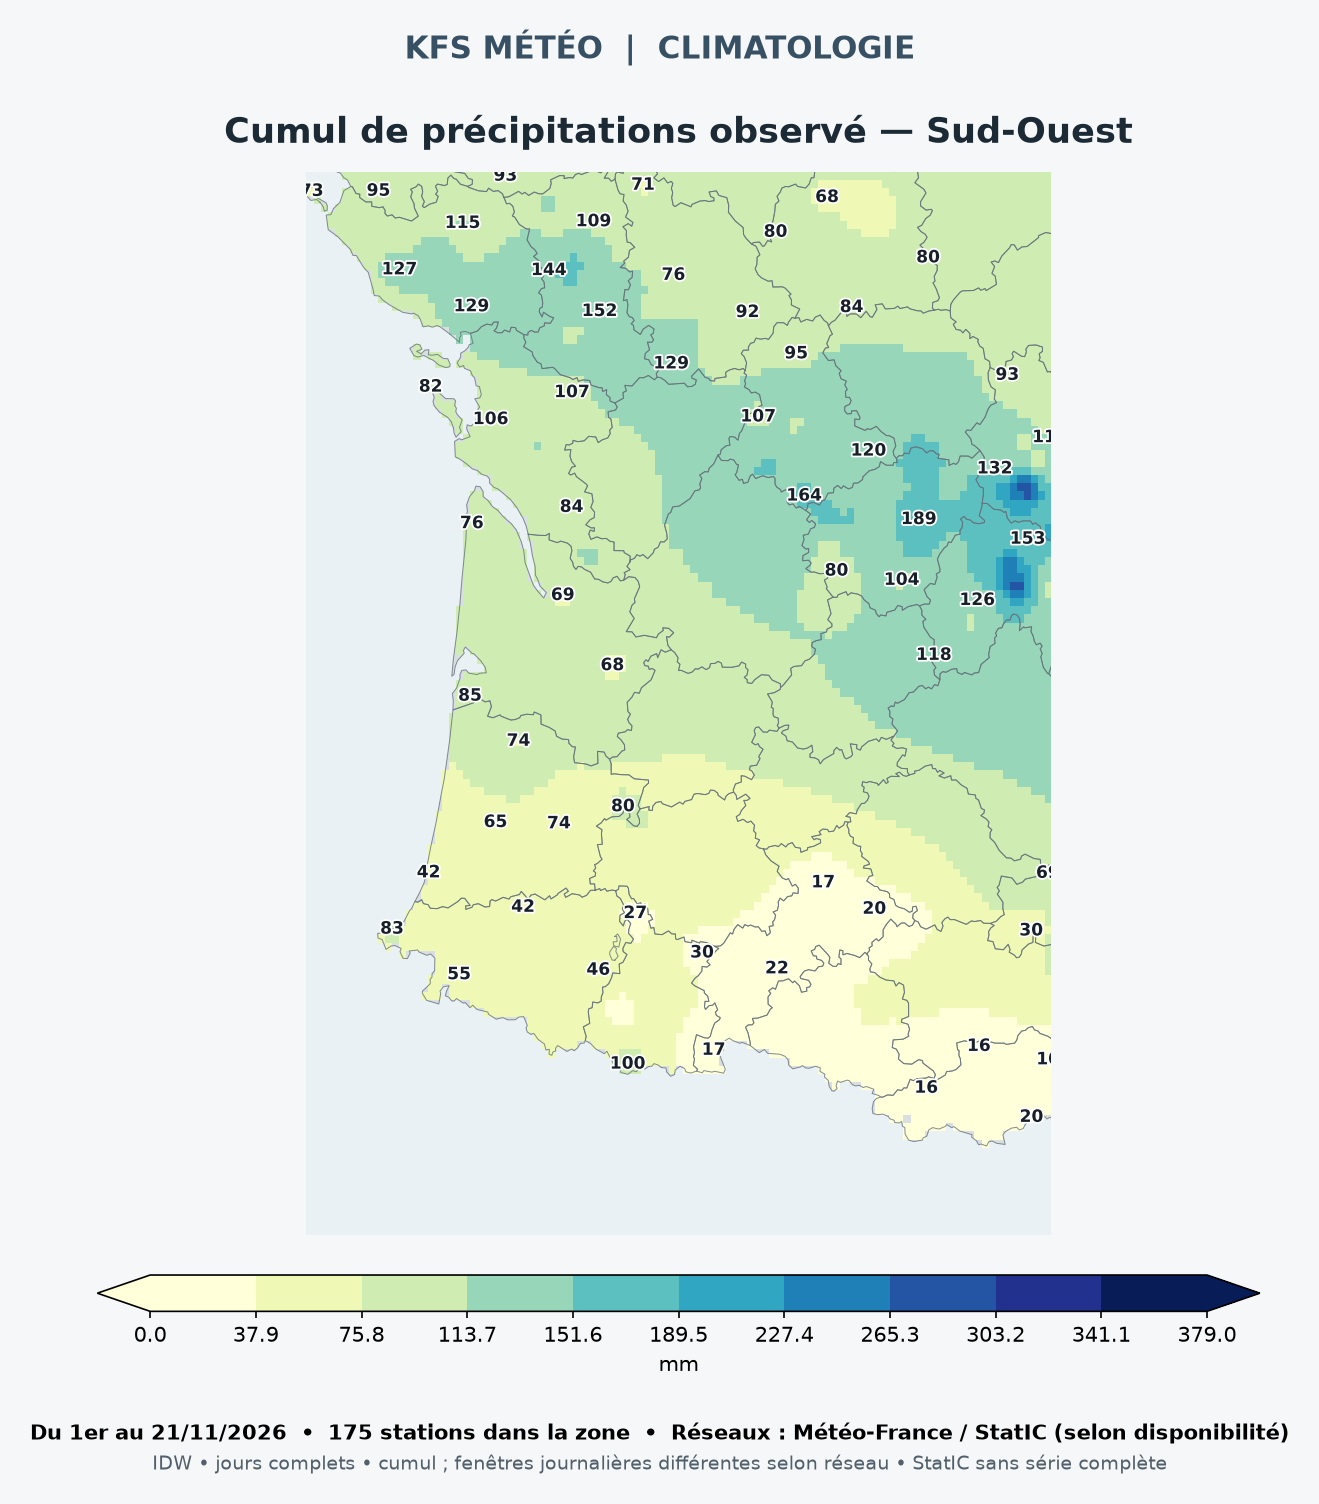 KFS MÉTÉO | CLIMATOLOGIE
Cumul de précipitations observé — Sud-Ouest
93
71
73 95 68
115 109 80
80
127 144 76
129 152 92 84
129 95
82 107 93
106 107
120 11
132
164
76 84 189
153
80 104
69 126
68 118
85
74
80
65 74
42 17 69
42 27 20
83 30
30
55 46 22
100 17 16 16
16
20
0.0 37.9 75.8 113.7 151.6 189.5 227.4 265.3 303.2 341.1 379.0
mm
Du 1er au 21/11/2026 • 175 stations dans la zone • Réseaux : Météo-France / StatIC (selon disponibilité)
IDW • jours complets • cumul ; fenêtres journalières différentes selon réseau • StatIC sans série complète